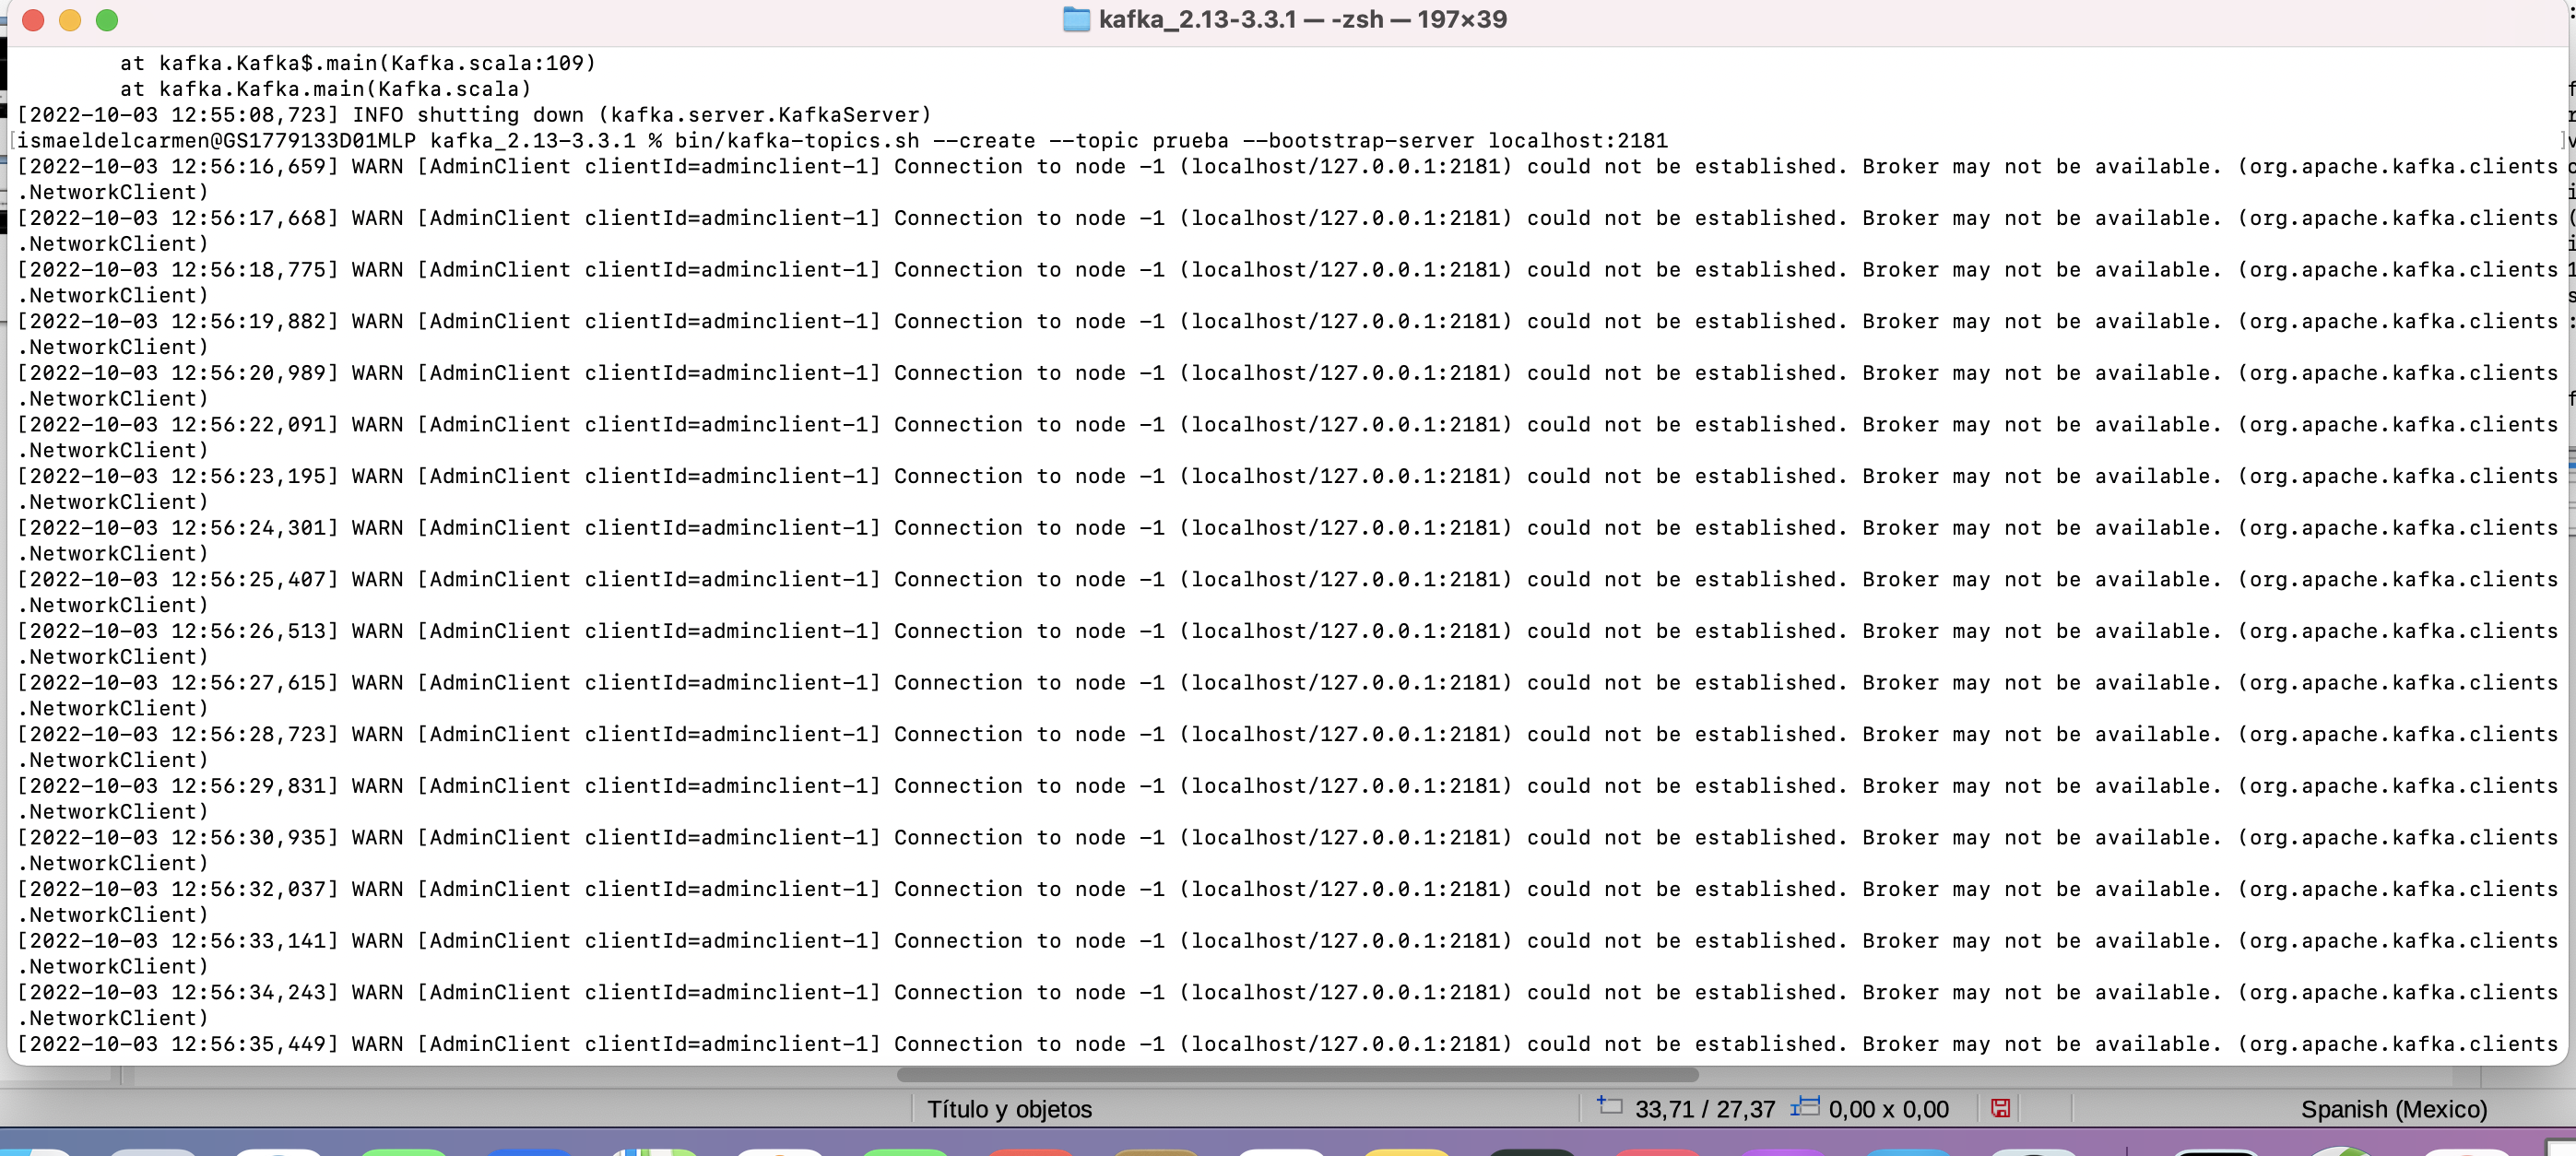 kafka_2.13-3.3.1 — -zsh — 197×39
at kafka.Kafka$.main(Kafka.scala:109)
at kafka.Kafka.main(Kafka.scala)
[2022-10-03 12:55:08,723] INFO shutting down (kafka.server.KafkaServer)
[ismaeldelcarmen@GS1779133D01MLP kafka_2.13-3.3.1 % bin/kafka-topics.sh --create --topic prueba --bootstrap-server localhost:2181 ]
[2022-10-03 12:56:16,659] WARN [AdminClient clientId=adminclient-1] Connection to node -1 (localhost/127.0.0.1:2181) could not be established. Broker may not be available. (org.apache.kafka.clients
.NetworkClient)
[2022-10-03 12:56:17,668] WARN [AdminClient clientId=adminclient-1] Connection to node -1 (localhost/127.0.0.1:2181) could not be established. Broker may not be available. (org.apache.kafka.clients
.NetworkClient)
[2022-10-03 12:56:18,775] WARN [AdminClient clientId=adminclient-1] Connection to node -1 (localhost/127.0.0.1:2181) could not be established. Broker may not be available. (org.apache.kafka.clients
.NetworkClient)
[2022-10-03 12:56:19,882] WARN [AdminClient clientId=adminclient-1] Connection to node -1 (localhost/127.0.0.1:2181) could not be established. Broker may not be available. (org.apache.kafka.clients
.NetworkClient)
[2022-10-03 12:56:20,989] WARN [AdminClient clientId=adminclient-1] Connection to node -1 (localhost/127.0.0.1:2181) could not be established. Broker may not be available. (org.apache.kafka.clients
.NetworkClient)
[2022-10-03 12:56:22,091] WARN [AdminClient clientId=adminclient-1] Connection to node -1 (localhost/127.0.0.1:2181) could not be established. Broker may not be available. (org.apache.kafka.clients
.NetworkClient)
[2022-10-03 12:56:23,195] WARN [AdminClient clientId=adminclient-1] Connection to node -1 (localhost/127.0.0.1:2181) could not be established. Broker may not be available. (org.apache.kafka.clients
.NetworkClient)
[2022-10-03 12:56:24,301] WARN [AdminClient clientId=adminclient-1] Connection to node -1 (localhost/127.0.0.1:2181) could not be established. Broker may not be available. (org.apache.kafka.clients
.NetworkClient)
[2022-10-03 12:56:25,407] WARN [AdminClient clientId=adminclient-1] Connection to node -1 (localhost/127.0.0.1:2181) could not be established. Broker may not be available. (org.apache.kafka.clients
.NetworkClient)
[2022-10-03 12:56:26,513] WARN [AdminClient clientId=adminclient-1] Connection to node -1 (localhost/127.0.0.1:2181) could not be established. Broker may not be available. (org.apache.kafka.clients
.NetworkClient)
[2022-10-03 12:56:27,615] WARN [AdminClient clientId=adminclient-1] Connection to node -1 (localhost/127.0.0.1:2181) could not be established. Broker may not be available. (org.apache.kafka.clients
.NetworkClient)
[2022-10-03 12:56:28,723] WARN [AdminClient clientId=adminclient-1] Connection to node -1 (localhost/127.0.0.1:2181) could not be established. Broker may not be available. (org.apache.kafka.clients
.NetworkClient)
[2022-10-03 12:56:29,831] WARN [AdminClient clientId=adminclient-1] Connection to node -1 (localhost/127.0.0.1:2181) could not be established. Broker may not be available. (org.apache.kafka.clients
.NetworkClient)
[2022-10-03 12:56:30,935] WARN [AdminClient clientId=adminclient-1] Connection to node -1 (localhost/127.0.0.1:2181) could not be established. Broker may not be available. (org.apache.kafka.clients
.NetworkClient)
[2022-10-03 12:56:32,037] WARN [AdminClient clientId=adminclient-1] Connection to node -1 (localhost/127.0.0.1:2181) could not be established. Broker may not be available. (org.apache.kafka.clients
.NetworkClient)
[2022-10-03 12:56:33,141] WARN [AdminClient clientId=adminclient-1] Connection to node -1 (localhost/127.0.0.1:2181) could not be established. Broker may not be available. (org.apache.kafka.clients
.NetworkClient)
[2022-10-03 12:56:34,243] WARN [AdminClient clientId=adminclient-1] Connection to node -1 (localhost/127.0.0.1:2181) could not be established. Broker may not be available. (org.apache.kafka.clients
.NetworkClient)
[2022-10-03 12:56:35,449] WARN [AdminClient clientId=adminclient-1] Connection to node -1 (localhost/127.0.0.1:2181) could not be established. Broker may not be available. (org.apache.kafka.clients
Título y objetos 33,71 / 27,37 0,00 x 0,00 Spanish (Mexico)